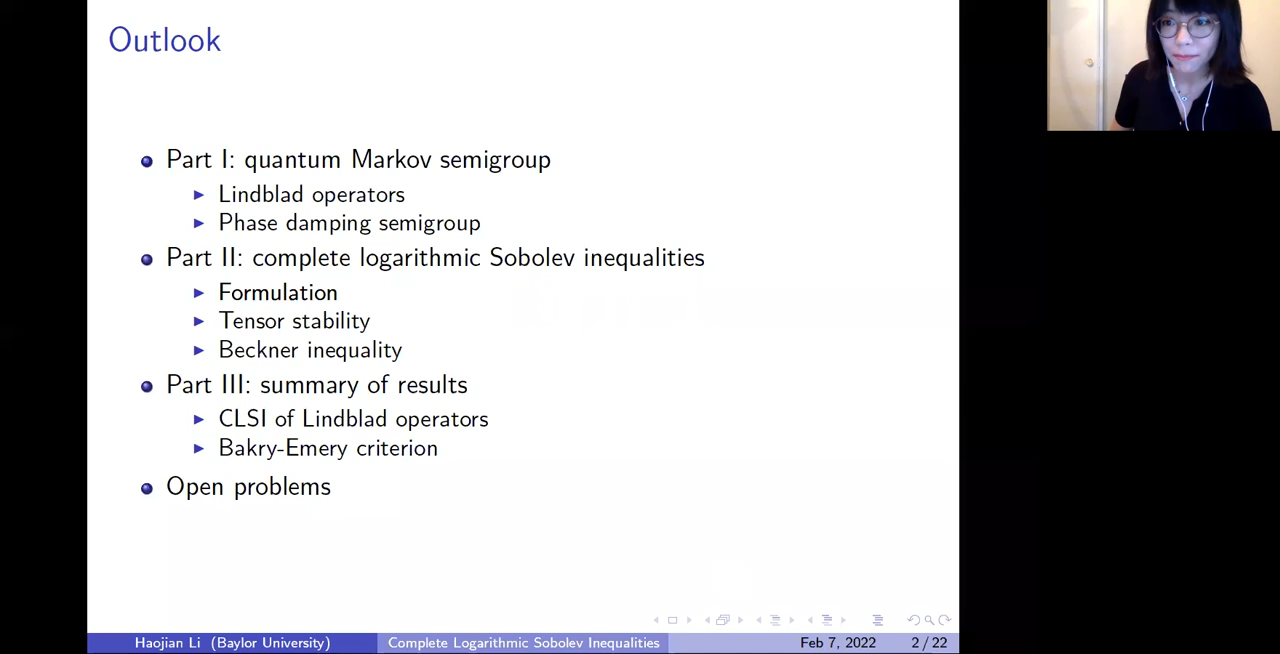 Outlook
Part I: quantum Markov semigroup
Lindblad operators
Phase damping semigroup
Part II: complete logarithmic Sobolev inequalities
Formulation
Tensor stability
Beckner inequality
Part III: summary of results
CLSI of Lindblad operators
Bakry-Emery criterion
Open problems
Haojian Li (Baylor University) Complete Logarithmic Sobolev Inequalities Feb 7, 2022 2 / 22